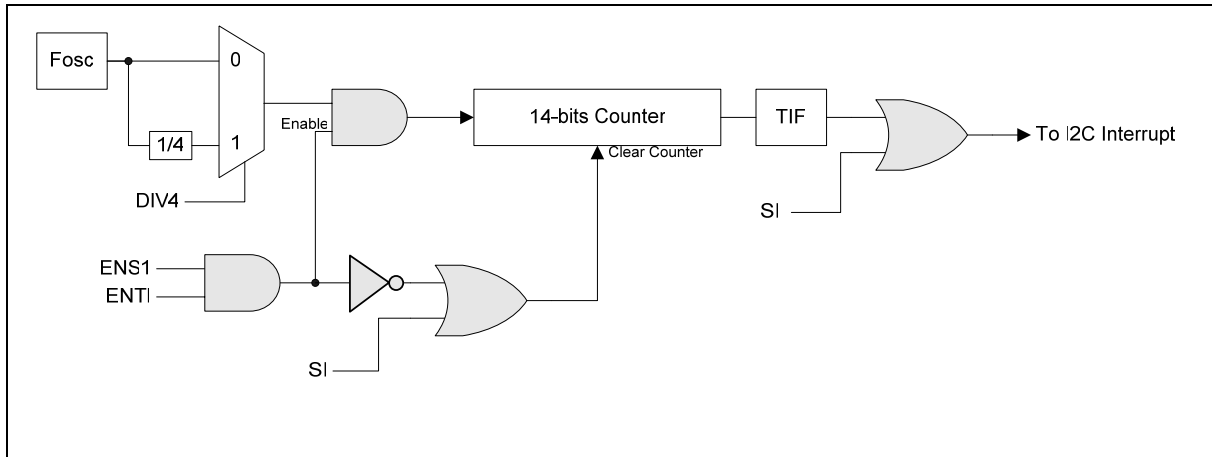 Fosc
0
1/4
1
DIV4
Enable
14-bits Counter
Clear Counter
TIF
To I2C Interrupt
SI
ENS1
ENTI
SI